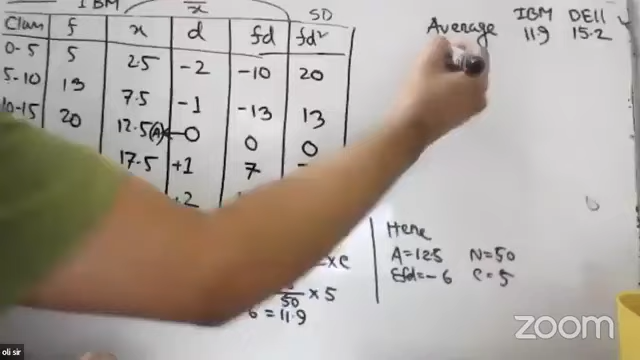 IBM x̄ SD
Class f x d fd fd²
0-5 5 2.5 -2 -10 20
5-10 13 7.5 -1 -13 13
10-15 20 12.5(A) 0 0 0
17.5 +1 7
2
IBM DELL
Average 11.9 15.2
Here
A=12.5 N=50
Σfd=-6 C=5
×C
50 ×5
=11.9
zoom
oli sir